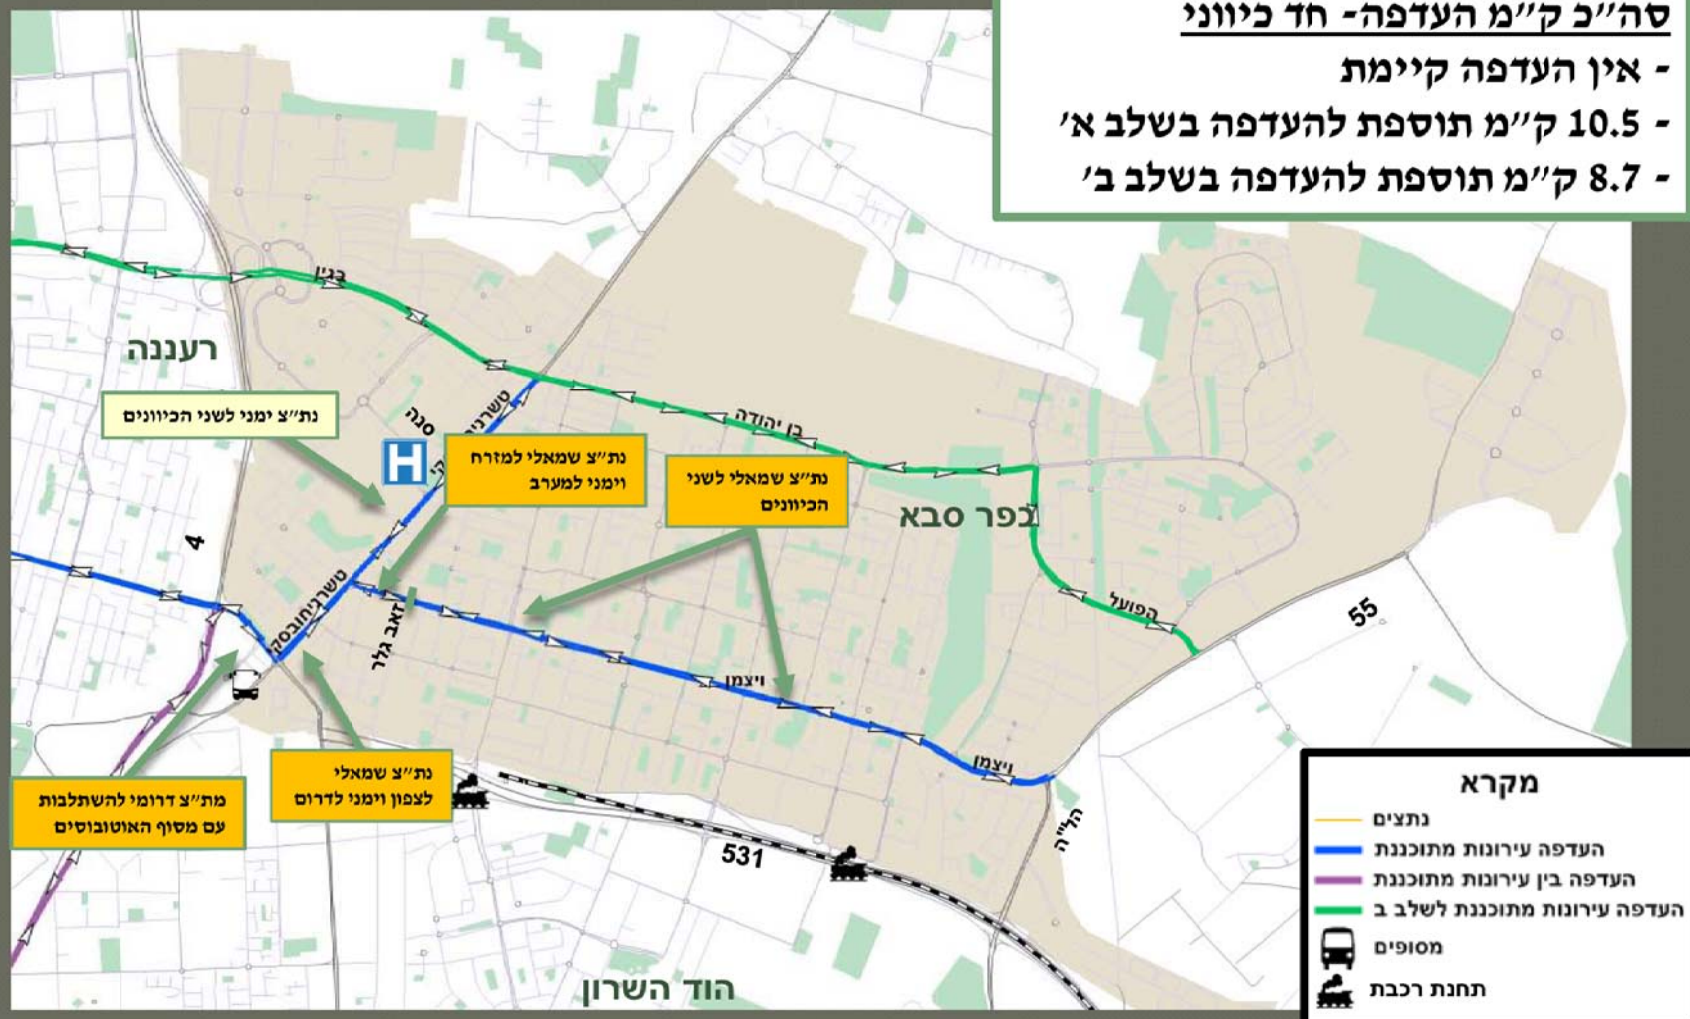 סה״כ ק״מ העדפה- חד כיווני
- אין העדפה קיימת
- 10.5 ק״מ תוספת להעדפה בשלב א׳
- 8.7 ק״מ תוספת להעדפה בשלב ב׳
בגין
רעננה
נת״צ ימני לשני הכיוונים
סנה
H
נת״צ שמאלי למזרח
וימני למערב
בן יהודה
נת״צ שמאלי לשני
הכיוונים
כפר סבא
4
טשרניחובסקי
זאב גלר
הפועל
55
ויצמן
ויצמן
נת״צ שמאלי
לצפון וימני לדרום
מת״צ דרומי להשתלבות
עם מסוף האוטובוסים
531
הל״ה
הוד השרון
מקרא
נתצים
העדפה עירונות מתוכננת
העדפה בין עירונות מתוכננת
העדפה עירונות מתוכננת לשלב ב
מסופים
תחנת רכבת